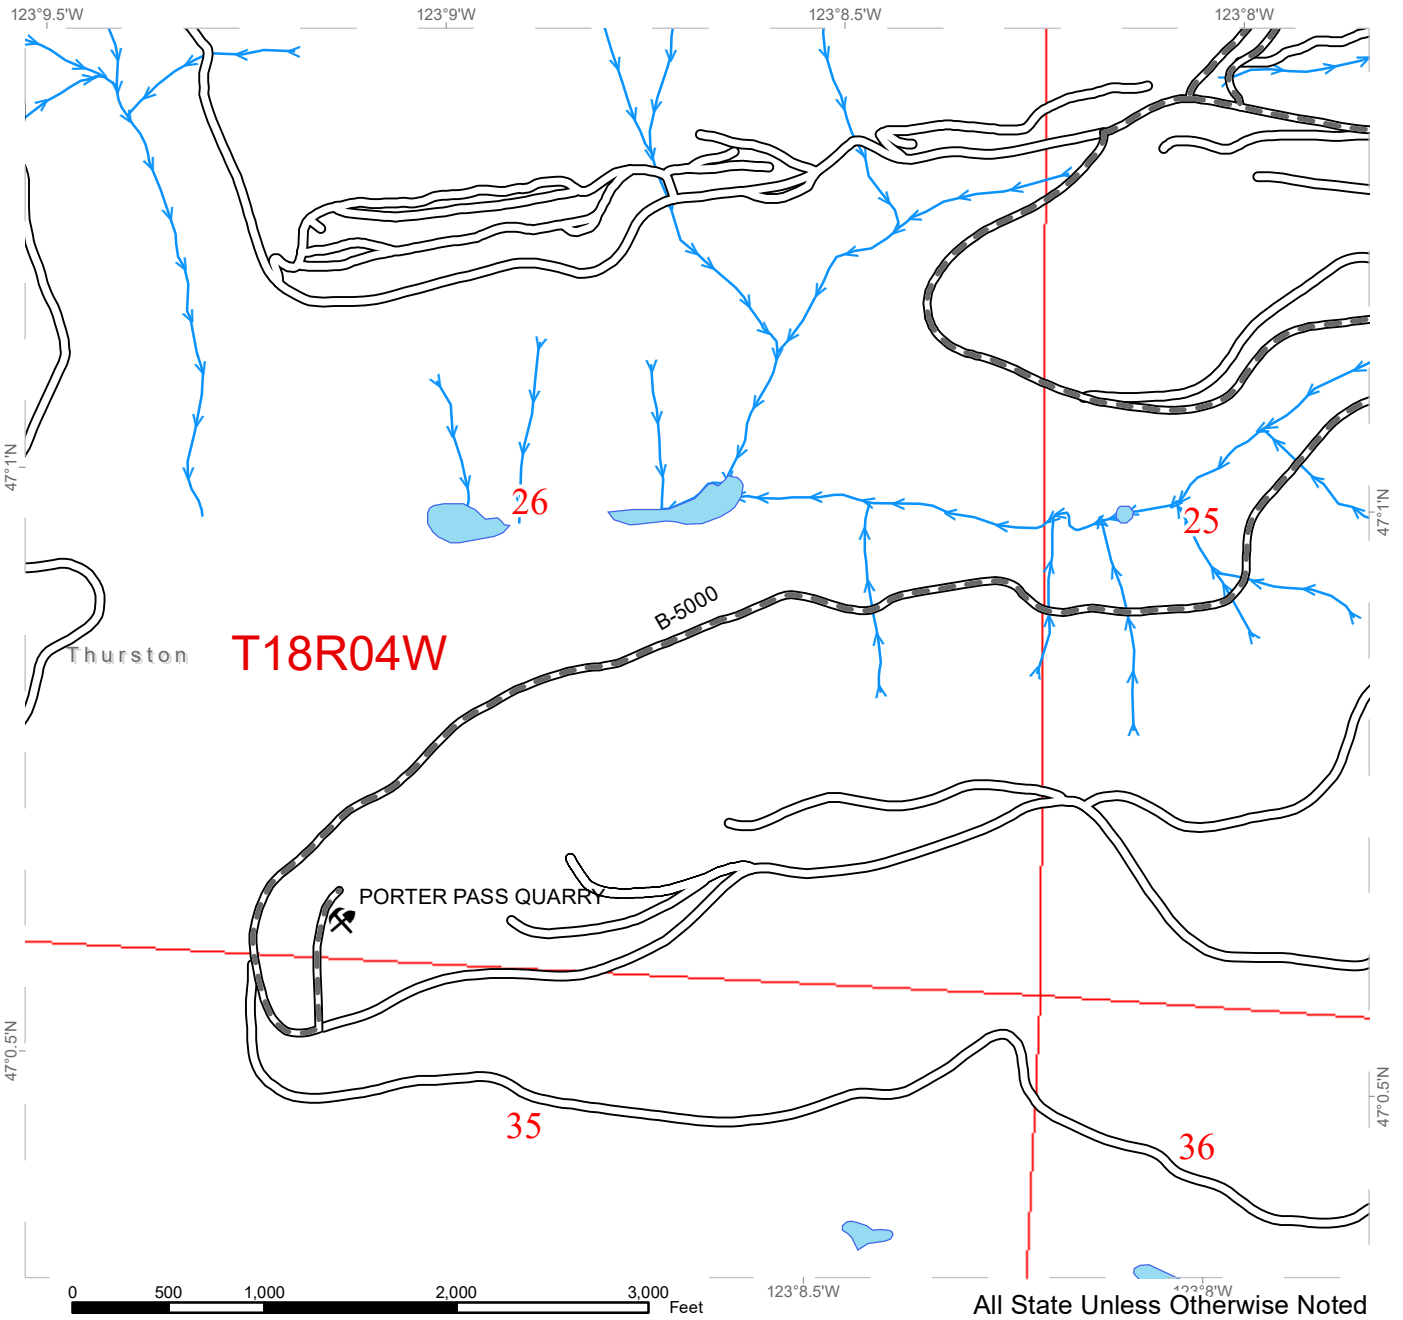 123°9.5'W 123°9'W 123°8.5'W 123°8'W
47°1'N
26
25
47°1'N
B-5000
Thurston
T18R04W
PORTER PASS QUARRY
47°0.5'N
47°0.5'N
35
36
123°8.5'W 123°8'W
0 500 1,000 2,000 3,000
Feet
All State Unless Otherwise Noted